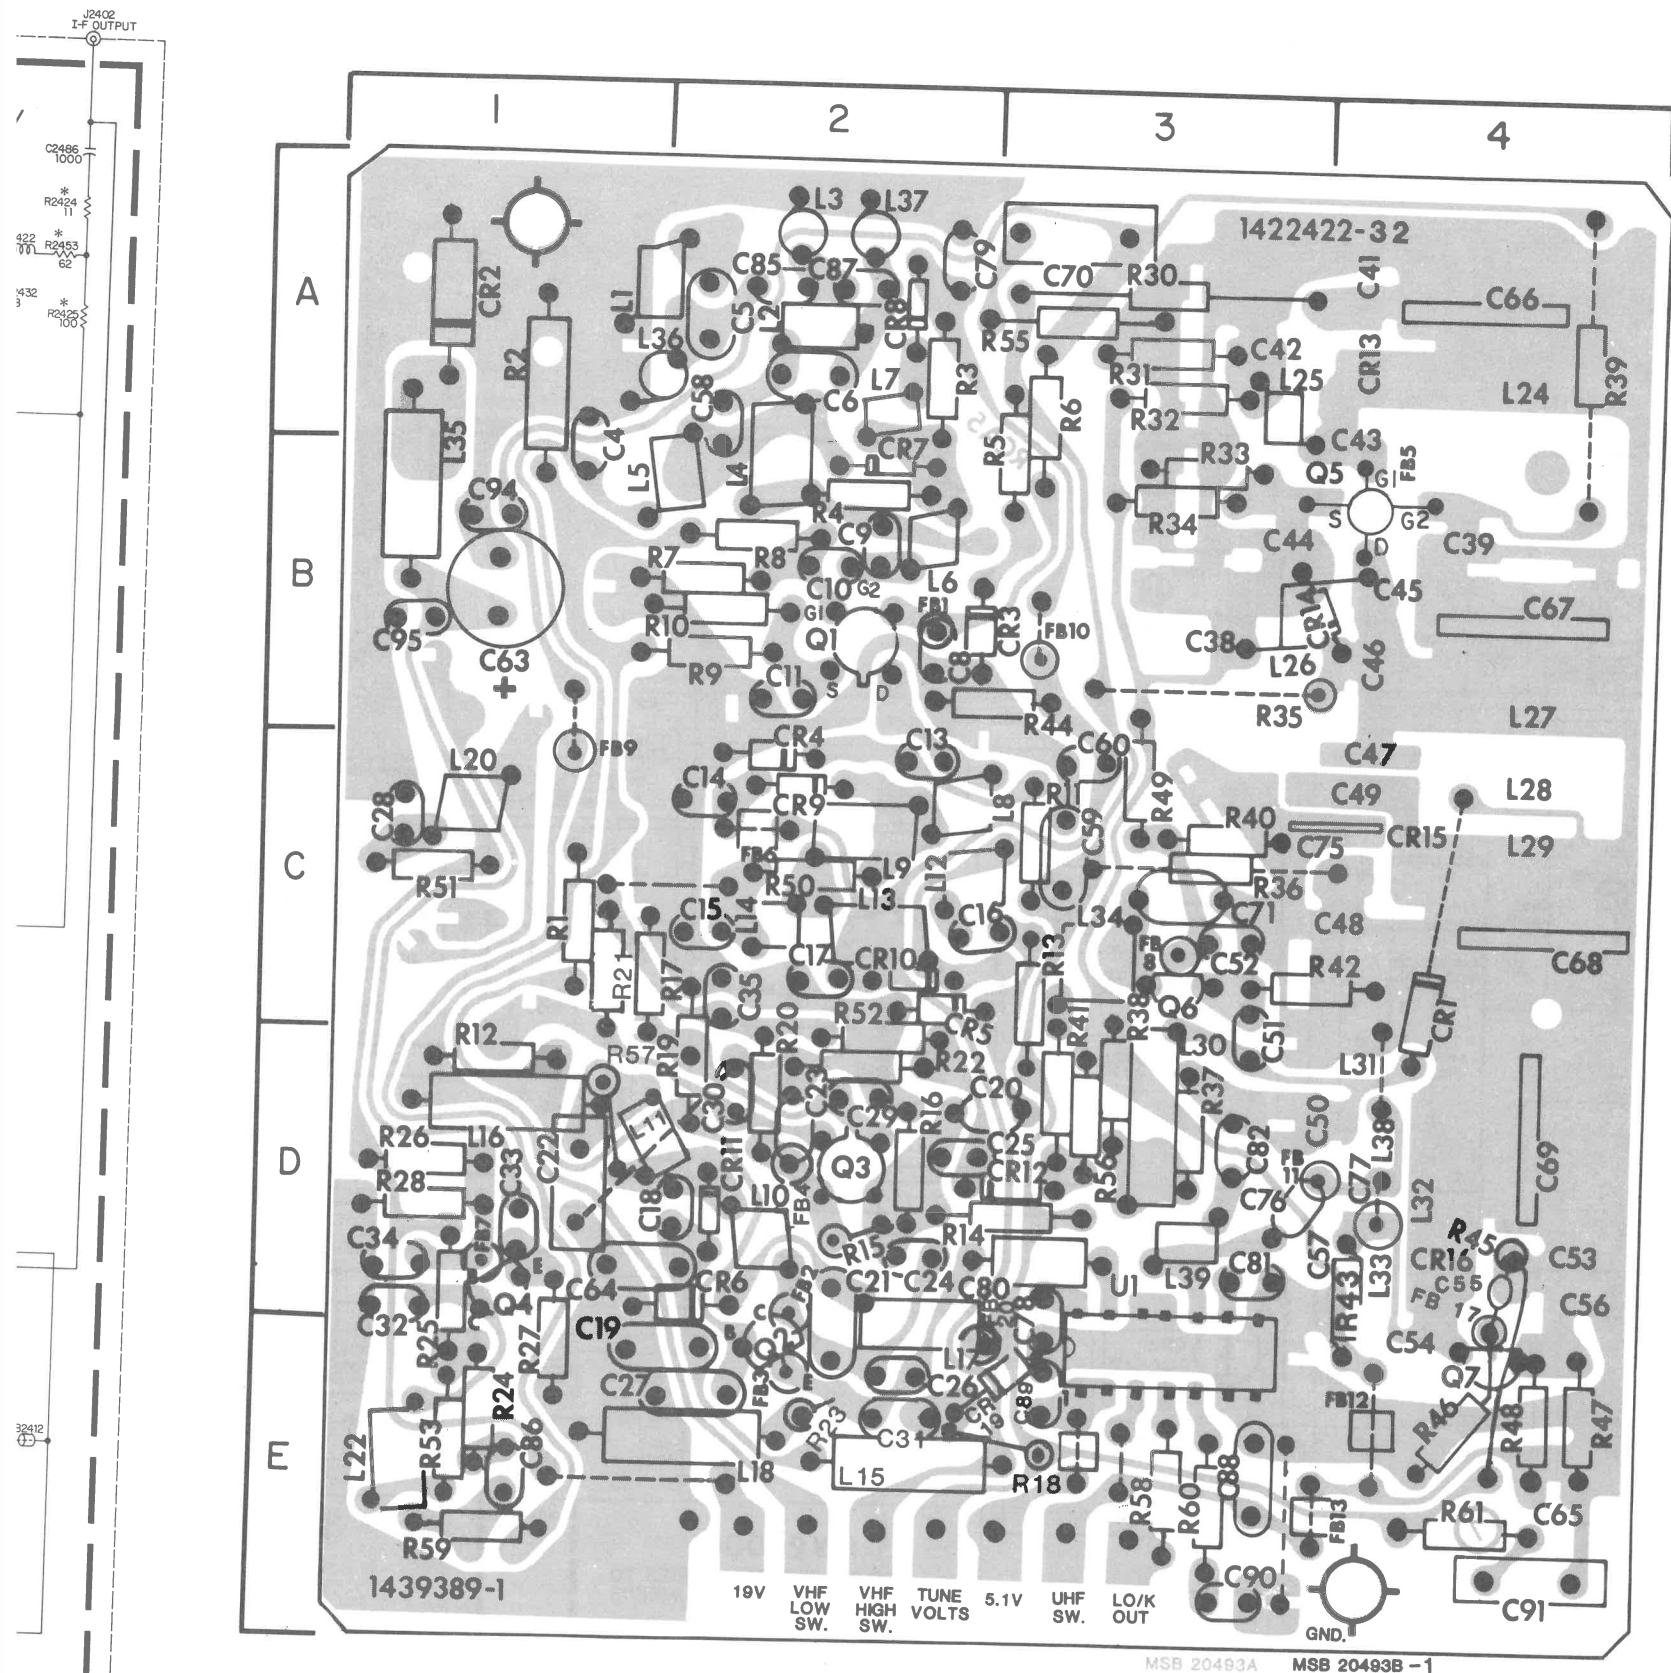 J2402
I-F OUTPUT
C2486
1000
*
R2424
11
422
*
R2453
62
*
R2425
100
1 2 3 4
A
B
C
D
E
L3 L37
1422422-32
CR2
C85 C87
C79
C70 R30
C41
L1
C5
L2
CR8
C66
R2
L36
R55
R3
C42
CR13
R31
L7
C58
C6
R6
L25
L24
R39
R32
L35
C4
R5
C43
FB5
CR7
R33
Q5
G1
L5
L4
C94
R4
R34
S
G2
C9
D
C44
C39
R7 R8
C10
G2
L6
C45
FB1
G1
CR14
C67
C95
R10
Q1
CR3
FB10
C38
C63
+
R9
C11
S
D
C8
L26
C46
R35
R44
L27
FB9
CR4
C13
C60
C47
L20
C14
CR9
L8
R11
R49
C49
L28
C28
C59
R40
CR15
FB6
C75
L29
R51
R50
L9
L12
R36
R1
C15
L14
L13
C16
L34
C71
C48
R21
R17
C17
CR10
R13
FB
8
C52
C68
C35
R42
R52
CR5
Q6
R38
R41
CR1
R12
R57
R19
R20
R22
L30
C51
L31
C30
C23
C29
R16
C20
R37
L11
R26
L16
C22
CR11
Q3
C25
CR12
R56
C82
FB
11
C50
L38
C69
C33
R28
C18
L10
FB4
C76
C77
L32
C34
FB7
E
R15
R14
L39
C57
L33
R45
CR16
C53
C64
CR6
FB2
C21
C24
C80
U1
C81
C55
FB
17
Q4
C
R43
C56
C32
R25
C
R27
C19
B
Q2
E
FB3
L17
C78
C54
Q7
R24
C27
C26
CR
19
C89
FB12
R46
R48
R47
L22
R53
C86
R23
C31
L18
L15
R18
R58
R60
C88
FB13
R61
C65
R59
1439389-1
19V
VHF
LOW
SW.
VHF
HIGH
SW.
TUNE
VOLTS
5.1V
UHF
SW.
LO/K
OUT
C90
GND.
C91
MSB 20493A MSB 20493B-1